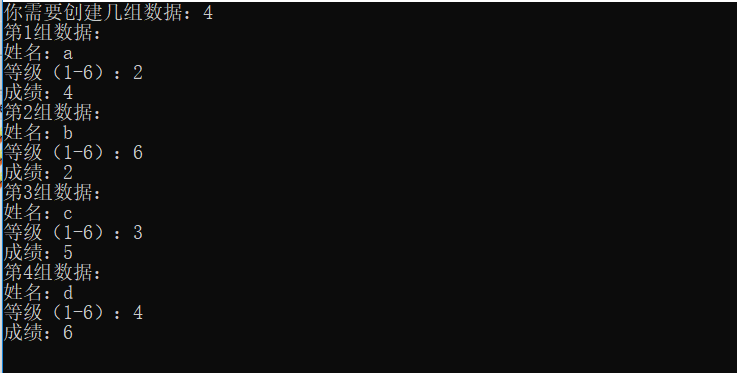 你需要创建几组数据：4
第1组数据：
姓名：a
等级（1-6）：2
成绩：4
第2组数据：
姓名：b
等级（1-6）：6
成绩：2
第3组数据：
姓名：c
等级（1-6）：3
成绩：5
第4组数据：
姓名：d
等级（1-6）：4
成绩：6